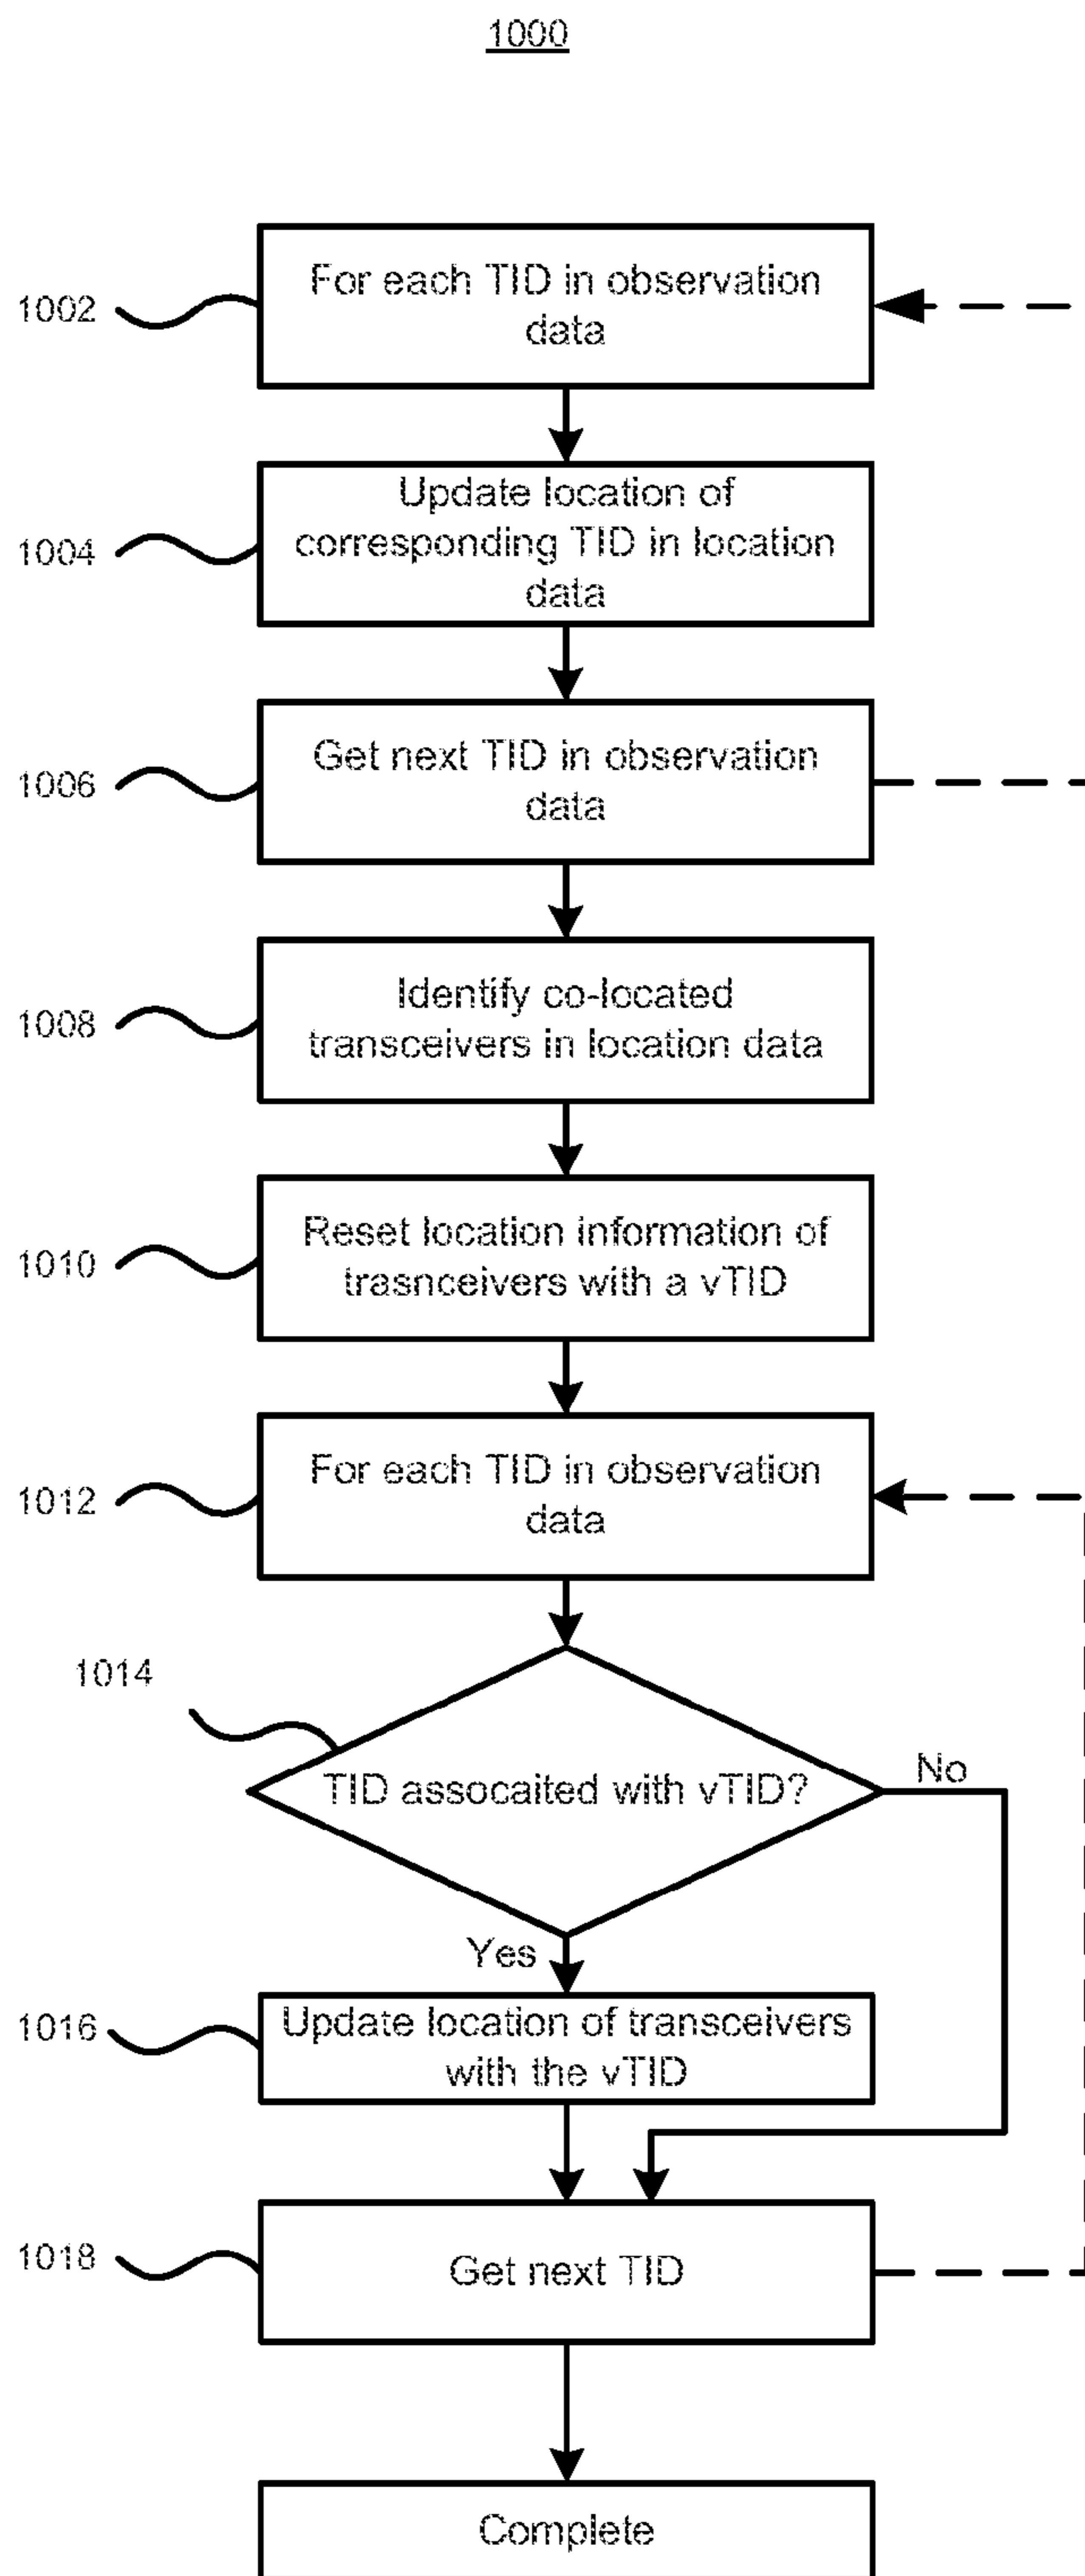 1000
1002
For each TID in observation
data
1004
Update location of
corresponding TID in location
data
1006
Get next TID in observation
data
1008
Identify co-located
transceivers in location data
1010
Reset location information of
trasnceivers with a vTID
1012
For each TID in observation
data
1014
TID assocaited with vTID?
No
Yes
1016
Update location of transceivers
with the vTID
1018
Get next TID
Complete